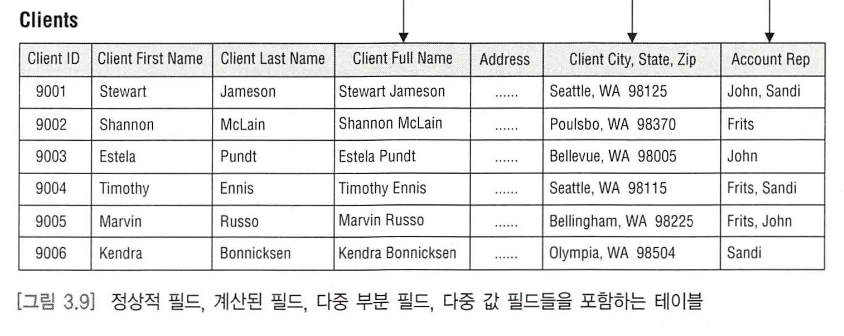 Clients
Client ID Client First Name Client Last Name Client Full Name Address Client City, State, Zip Account Rep
9001 Stewart Jameson Stewart Jameson ...... Seattle, WA 98125 John, Sandi
9002 Shannon McLain Shannon McLain ...... Poulsbo, WA 98370 Frits
9003 Estela Pundt Estela Pundt ...... Bellevue, WA 98005 John
9004 Timothy Ennis Timothy Ennis ...... Seattle, WA 98115 Frits, Sandi
9005 Marvin Russo Marvin Russo ...... Bellingham, WA 98225 Frits, John
9006 Kendra Bonnicksen Kendra Bonnicksen ...... Olympia, WA 98504 Sandi
[그림 3.9] 정상적 필드, 계산된 필드, 다중 부분 필드, 다중 값 필드들을 포함하는 테이블